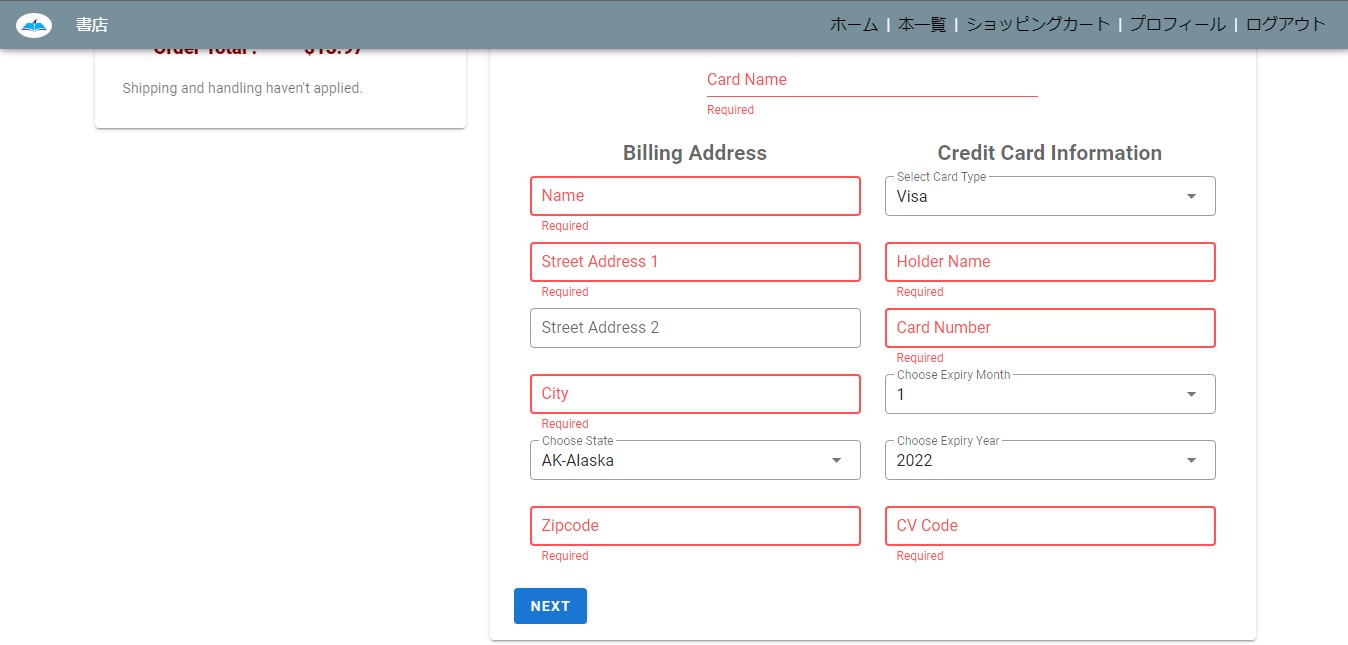 書店
ホーム | 本一覧 | ショッピングカート | プロフィール | ログアウト
Order Total : $15.97
Shipping and handling haven't applied.
Card Name
Required
Billing Address
Name
Required
Street Address 1
Required
Street Address 2
City
Required
Choose State
AK-Alaska
Zipcode
Required
Credit Card Information
Select Card Type
Visa
Holder Name
Required
Card Number
Required
Choose Expiry Month
1
Choose Expiry Year
2022
CV Code
Required
NEXT